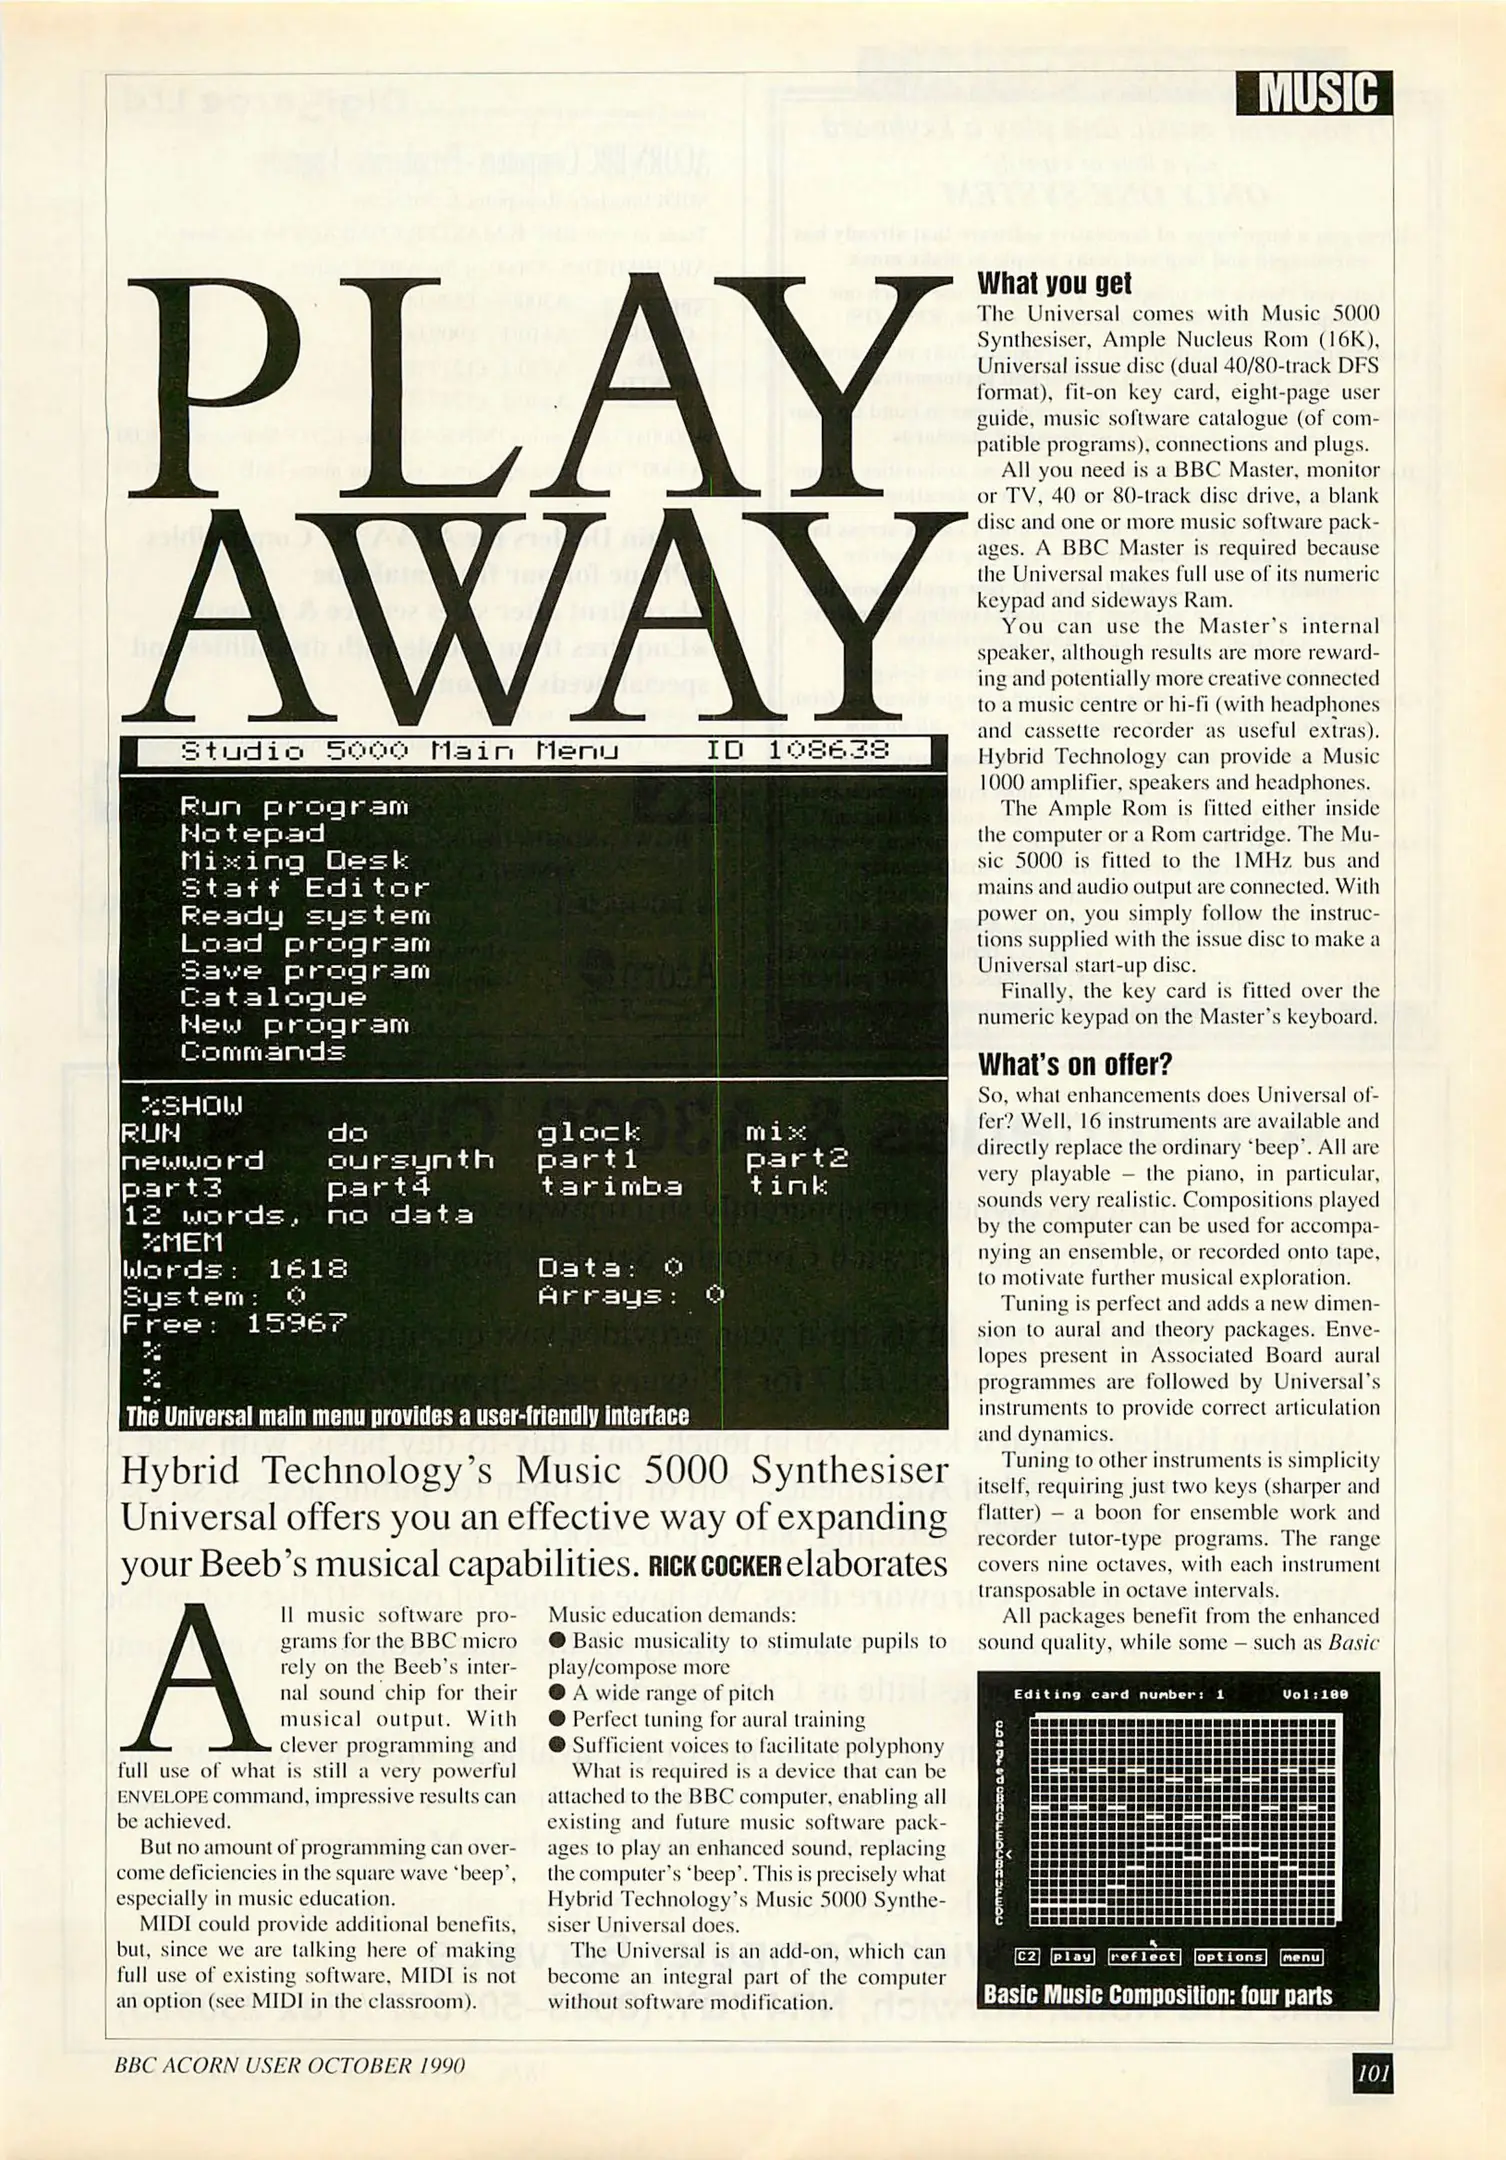 MUSIC
PLAY
AWAY
Studio 5000 Main Menu ID 108638
Run program
Notepad
Mixing Desk
Staff Editor
Ready system
Load program
Save program
Catalogue
New program
Commands
%SHOW
RUN do glock mix
newword oursynth part1 part2
part3 part4 tarimba tink
12 words, no data
%MEM
Words: 1618 Data: 0
System: 0 Arrays: 0
Free: 15967
%
%
The Universal main menu provides a user-friendly interface
Hybrid Technology's Music 5000 Synthesiser
Universal offers you an effective way of expanding
your Beeb's musical capabilities. RICK COCKER elaborates
All music software pro-
grams for the BBC micro
rely on the Beeb's inter-
nal sound chip for their
musical output. With
clever programming and
full use of what is still a very powerful
ENVELOPE command, impressive results can
be achieved.
But no amount of programming can over-
come deficiencies in the square wave 'beep',
especially in music education.
MIDI could provide additional benefits,
but, since we are talking here of making
full use of existing software, MIDI is not
an option (see MIDI in the classroom).
Music education demands:
● Basic musicality to stimulate pupils to
play/compose more
● A wide range of pitch
● Perfect tuning for aural training
● Sufficient voices to facilitate polyphony
What is required is a device that can be
attached to the BBC computer, enabling all
existing and future music software pack-
ages to play an enhanced sound, replacing
the computer's 'beep'. This is precisely what
Hybrid Technology's Music 5000 Synthe-
siser Universal does.
The Universal is an add-on, which can
become an integral part of the computer
without software modification.
What you get
The Universal comes with Music 5000
Synthesiser, Ample Nucleus Rom (16K),
Universal issue disc (dual 40/80-track DFS
format), fit-on key card, eight-page user
guide, music software catalogue (of com-
patible programs), connections and plugs.
All you need is a BBC Master, monitor
or TV, 40 or 80-track disc drive, a blank
disc and one or more music software pack-
ages. A BBC Master is required because
the Universal makes full use of its numeric
keypad and sideways Ram.
You can use the Master's internal
speaker, although results are more reward-
ing and potentially more creative connected
to a music centre or hi-fi (with headphones
and cassette recorder as useful extras).
Hybrid Technology can provide a Music
1000 amplifier, speakers and headphones.
The Ample Rom is fitted either inside
the computer or a Rom cartridge. The Mu-
sic 5000 is fitted to the 1MHz bus and
mains and audio output are connected. With
power on, you simply follow the instruc-
tions supplied with the issue disc to make a
Universal start-up disc.
Finally, the key card is fitted over the
numeric keypad on the Master's keyboard.
What's on offer?
So, what enhancements does Universal of-
fer? Well, 16 instruments are available and
directly replace the ordinary 'beep'. All are
very playable – the piano, in particular,
sounds very realistic. Compositions played
by the computer can be used for accompa-
nying an ensemble, or recorded onto tape,
to motivate further musical exploration.
Tuning is perfect and adds a new dimen-
sion to aural and theory packages. Enve-
lopes present in Associated Board aural
programmes are followed by Universal's
instruments to provide correct articulation
and dynamics.
Tuning to other instruments is simplicity
itself, requiring just two keys (sharper and
flatter) – a boon for ensemble work and
recorder tutor-type programs. The range
covers nine octaves, with each instrument
transposable in octave intervals.
All packages benefit from the enhanced
sound quality, while some – such as Basic
Editing card number: 1 Vol:100
C2 play reflect options menu
Basic Music Composition: four parts
BBC ACORN USER OCTOBER 1990
101